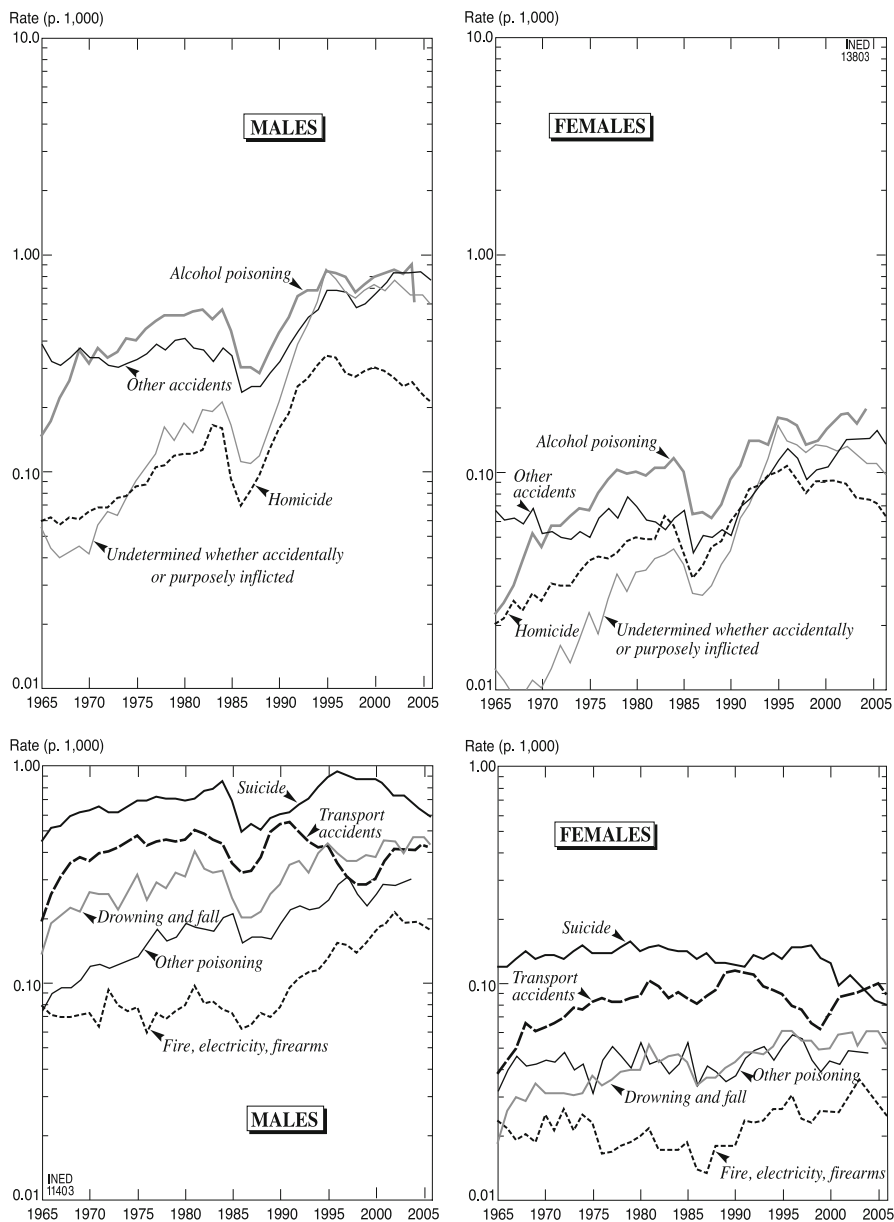 Rate (p. 1,000)
10.0
MALES
1.00
Alcohol poisoning
Other accidents
0.10
Homicide
Undetermined whether accidentally
or purposely inflicted
0.01
1965 1970 1975 1980 1985 1990 1995 2000 2005
Rate (p. 1,000)
10.0
INED
13803
FEMALES
1.0
Alcohol poisoning
Other
accidents
0.10
Homicide
Undetermined whether accidentally
or purposely inflicted
0.01
1965 1970 1975 1980 1985 1990 1995 2000 2005
Rate (p. 1,000)
1.00
Suicide
Transport
accidents
Drowning and fall
Other poisoning
0.10
Fire, electricity, firearms
MALES
INED
11403
0.01
1965 1970 1975 1980 1985 1990 1995 2000 2005
Rate (p. 1,000)
1.00
FEMALES
Suicide
0.10
Transport
accidents
Other poisoning
Drowning and fall
Fire, electricity, firearms
0.01
1965 1970 1975 1980 1985 1990 1995 2000 2005